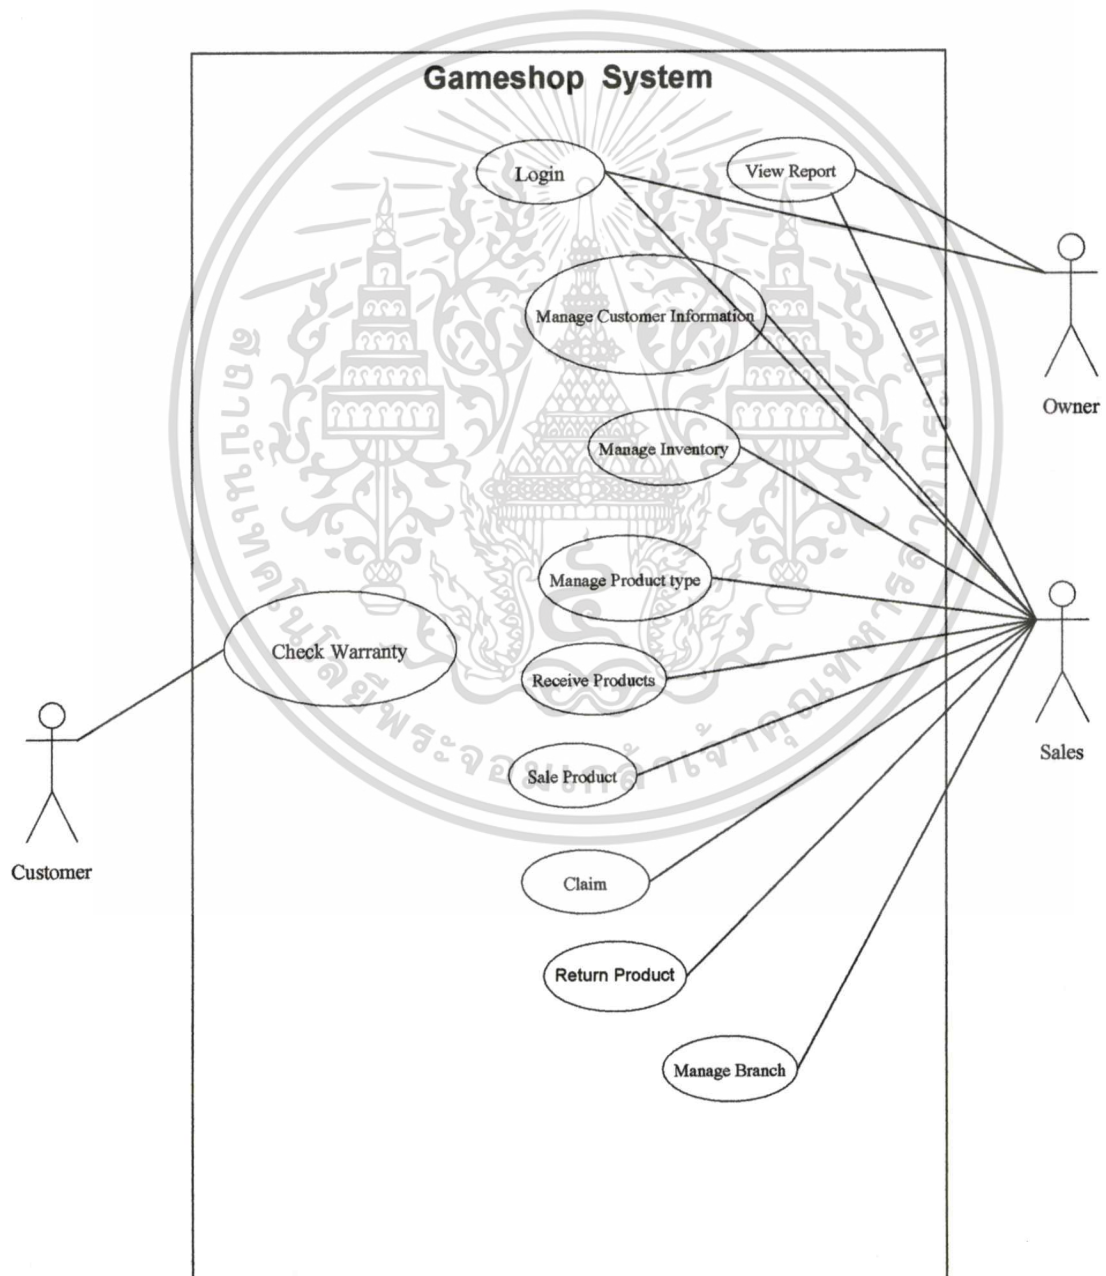 Gameshop System
Login
View Report
Manage Customer Information
Owner
Manage Inventory
Manage Product type
Check Warranty
Receive Products
Sales
Sale Product
Customer
Claim
Return Product
Manage Branch